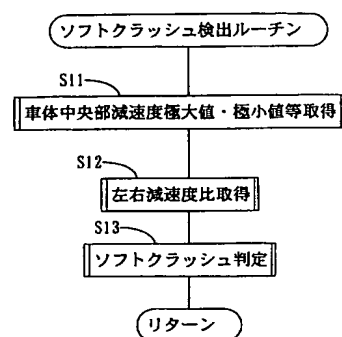 ソフトクラッシュ検出ルーチン
S11
車体中央部減速度極大値・極小値等取得
S12
左右減速度比取得
S13
ソフトクラッシュ判定
リターン